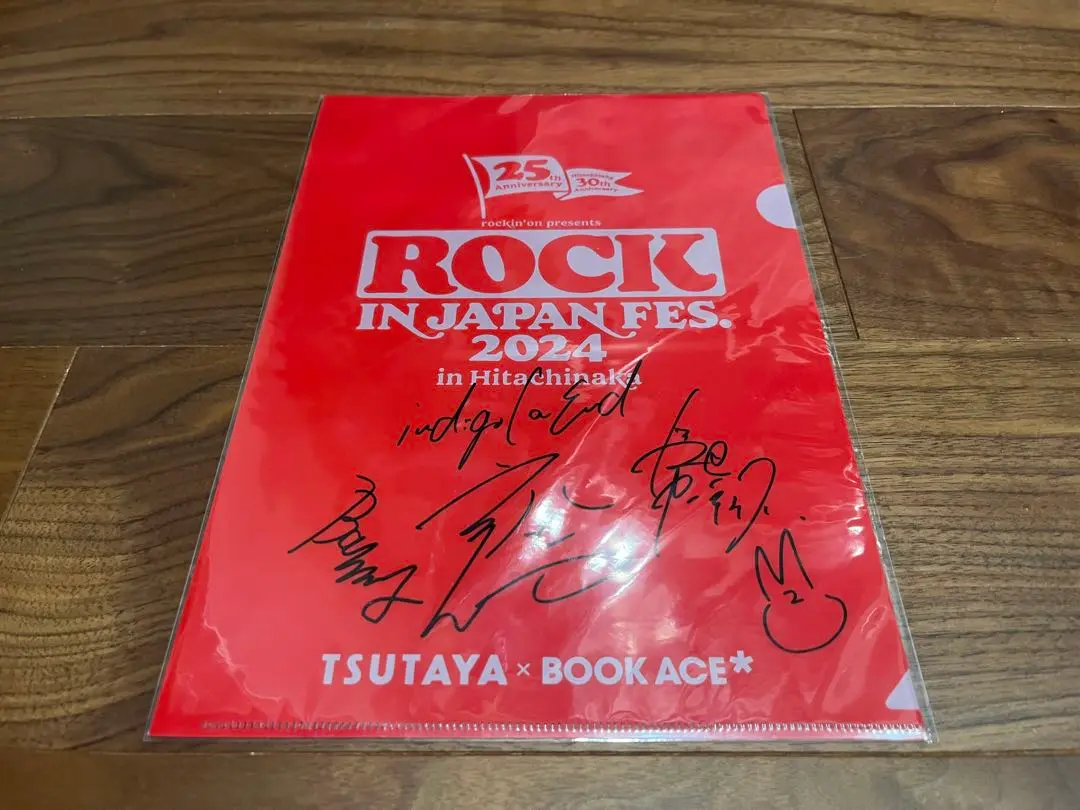 25th
Anniversary
Hitachinaka
30th
Anniversary
rockin'on presents
ROCK
IN JAPAN FES.
2024
in Hitachinaka
indigo la End
TSUTAYA × BOOK ACE*